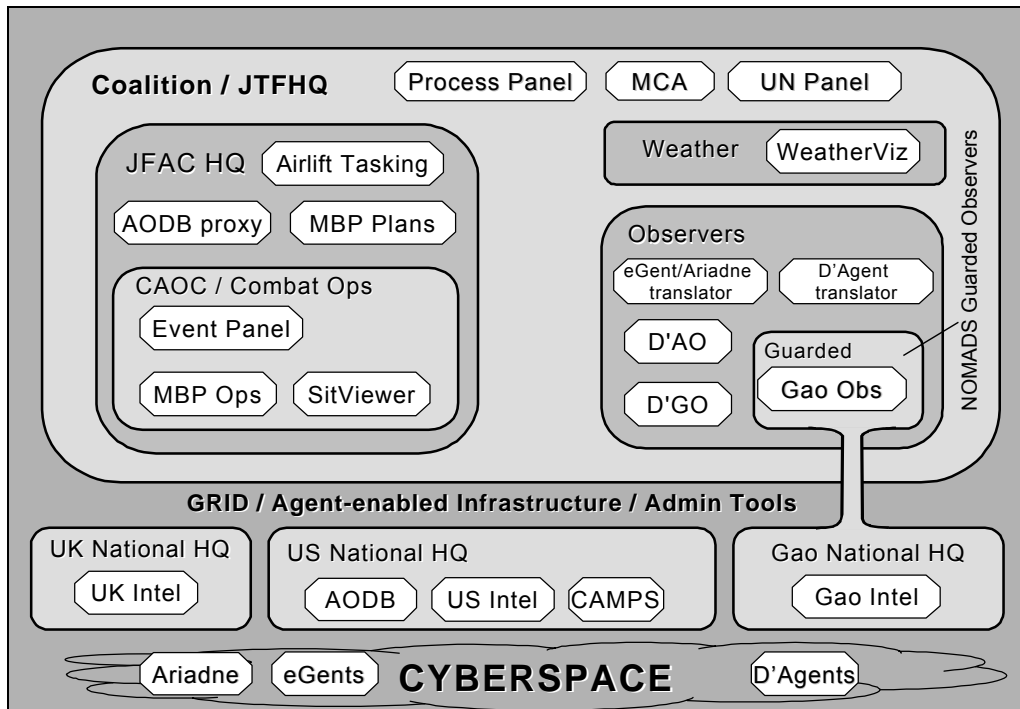 Coalition / JTFHQ
Process Panel
MCA
UN Panel
JFAC HQ
Airlift Tasking
AODB proxy
MBP Plans
CAOC / Combat Ops
Event Panel
MBP Ops
SitViewer
Weather
WeatherViz
Observers
eGent/Ariadne
translator
D’Agent
translator
D'AO
D'GO
Guarded
Gao Obs
NOMADS Guarded Observers
GRID / Agent-enabled Infrastructure / Admin Tools
UK National HQ
UK Intel
US National HQ
AODB
US Intel
CAMPS
Gao National HQ
Gao Intel
Ariadne
eGents
CYBERSPACE
D’Agents